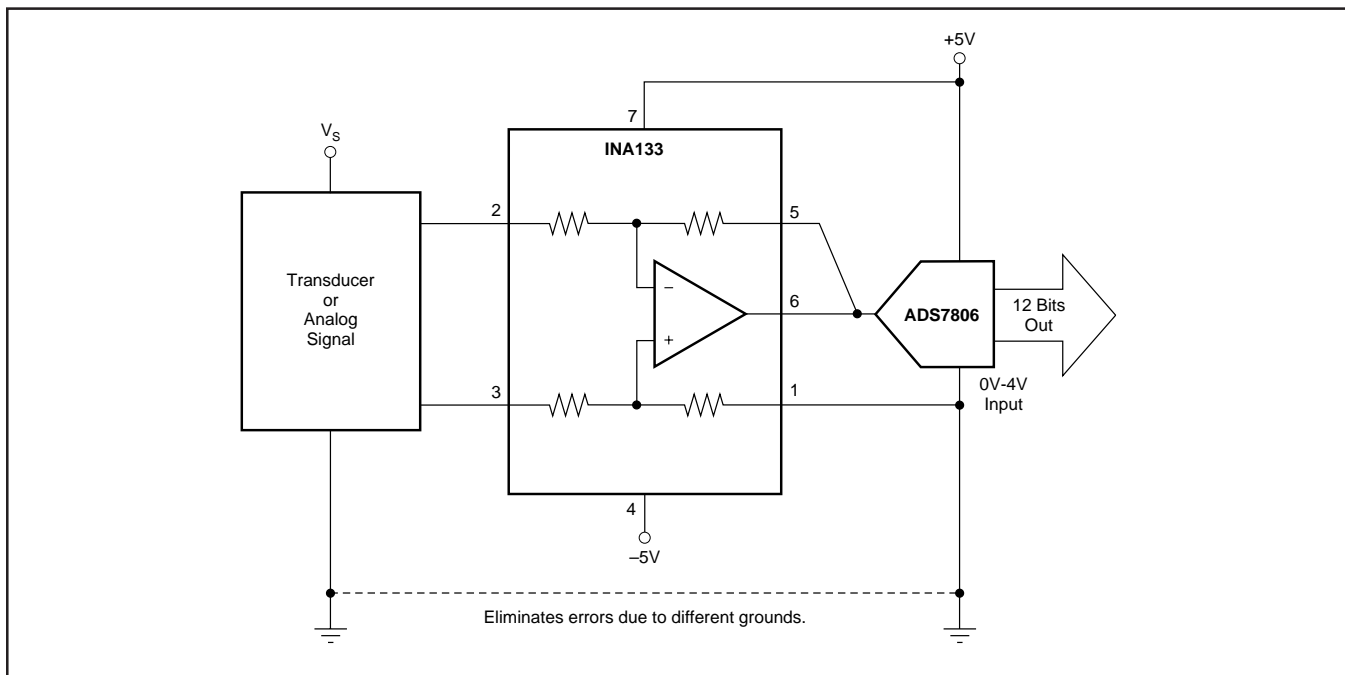 +5V
7
V_S
INA133
2
5
Transducer
or
Analog
Signal
–
6
ADS7806
12 Bits
Out
+
3
1
0V-4V
Input
4
–5V
Eliminates errors due to different grounds.